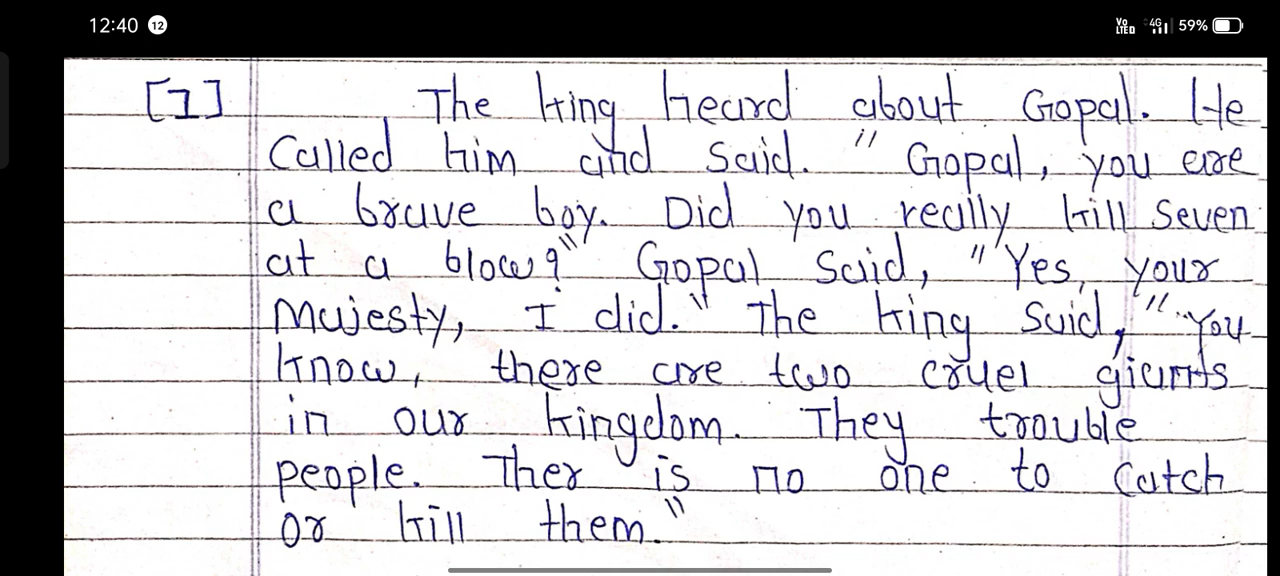 12:40 12 Vo LTED 4G 59%
[1] The king heard about Gopal. He
Called him and Said. " Gopal, you are
a brave boy. Did you really kill Seven
at a blow?" Gopal Said, "Yes, your
Majesty, I did." The king Said, "You
know, there are two cruel giants
in our kingdom. They trouble
people. Ther is no one to Catch
or kill them."